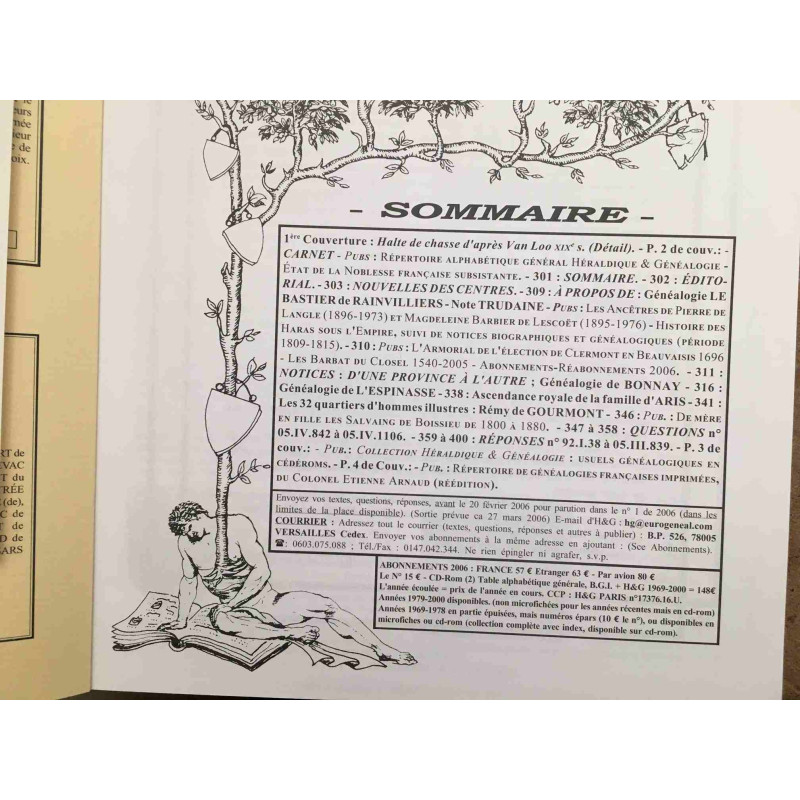 eurs
mée
ieur
de
oix.
RT de
EVAC
T du
TRÉE
E (de).
C de
T de
D de
LARS
- SOMMAIRE -
1ère Couverture : Halte de chasse d'après Van Loo XIXe s. (Détail). - P. 2 de couv.: -
CARNET - PUBS : RÉPERTOIRE ALPHABÉTIQUE GÉNÉRAL HÉRALDIQUE & GÉNÉALOGIE -
ÉTAT DE LA NOBLESSE FRANÇAISE SUBSISTANTE. - 301 : SOMMAIRE. - 302 : ÉDITO-
RIAL. - 303 : NOUVELLES DES CENTRES. - 309 : À PROPOS DE : Généalogie LE
BASTIER de RAINVILLIERS - Note TRUDAINE - PUBS : LES ANCÊTRES DE PIERRE DE
LANGLE (1896-1973) ET MAGDELEINE BARBIER DE LESCOËT (1895-1976) - HISTOIRE DES
HARAS SOUS L'EMPIRE, SUIVI DE NOTICES BIOGRAPHIQUES ET GÉNÉALOGIQUES (PÉRIODE
1809-1815). - 310 : PUBS : L'ARMORIAL DE L'ÉLECTION DE CLERMONT EN BEAUVAISIS 1696
- LES BARBAT DU CLOSEL 1540-2005 - ABONNEMENTS-RÉABONNEMENTS 2006. - 311 :
NOTICES : D'UNE PROVINCE À L'AUTRE ; Généalogie de BONNAY - 316 :
Généalogie de L'ESPINASSE - 338 : Ascendance royale de la famille d'ARIS - 341 :
Les 32 quartiers d'hommes illustres : Rémy de GOURMONT - 346 : PUB. : DE MÈRE
EN FILLE LES SALVAING DE BOISSIEU DE 1800 À 1880. - 347 à 358 : QUESTIONS n°
05.IV.842 à 05.IV.1106. - 359 à 400 : RÉPONSES n° 92.I.38 à 05.III.839. - P. 3 de
couv.: - PUB.: COLLECTION HÉRALDIQUE & GÉNÉALOGIE : USUELS GÉNÉALOGIQUES EN
CÉDÉROMS. - P. 4 de Couv.: - PUB. : RÉPERTOIRE DE GÉNÉALOGIES FRANÇAISES IMPRIMÉES,
DU COLONEL ETIENNE ARNAUD (RÉÉDITION).
Envoyez vos textes, questions, réponses, avant le 20 février 2006 pour parution dans le n° 1 de 2006 (dans les
limites de la place disponible). (Sortie prévue ca 27 mars 2006) E-mail d'H&G : hg@eurogeneal.com
COURRIER : Adressez tout le courrier (textes, questions, réponses et autres à publier) : B.P. 526, 78005
VERSAILLES Cedex. Envoyer vos abonnements à la même adresse en ajoutant : (Sce Abonnements).
☎: 0603.075.088 ; Tél./Fax : 0147.042.344. Ne rien épingler ni agrafer, s.v.p.
ABONNEMENTS 2006 : FRANCE 57 € Etranger 63 € - Par avion 80 €
Le N° 15 € - CD-Rom (2) Table alphabétique générale, B.G.I. + H&G 1969-2000 = 148€
L'année écoulée = prix de l'année en cours. CCP : H&G PARIS n°17376.16.U.
Années 1979-2000 disponibles. (non microfichées pour les années récentes mais en cd-rom)
Années 1969-1978 en partie épuisées, mais numéros épars (10 € le n°), ou disponibles en
microfiches ou cd-rom (collection complète avec index, disponible sur cd-rom).